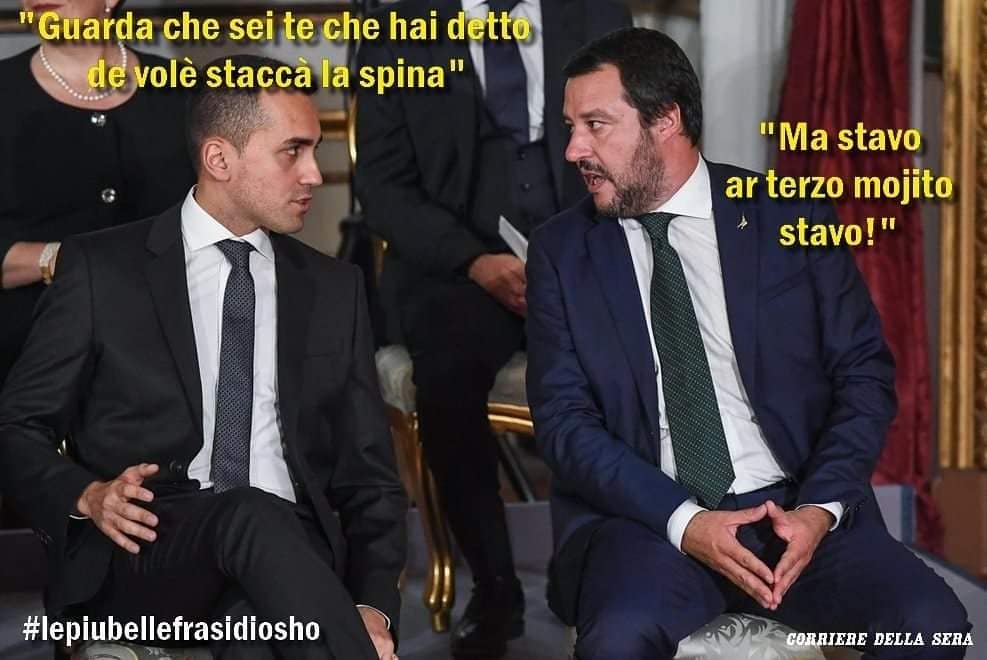 "Guarda che sei te che hai detto
de volè staccà la spina"
"Ma stavo
ar terzo mojito
stavo!"
#lepiubellefrasidiosho
CORRIERE DELLA SERA